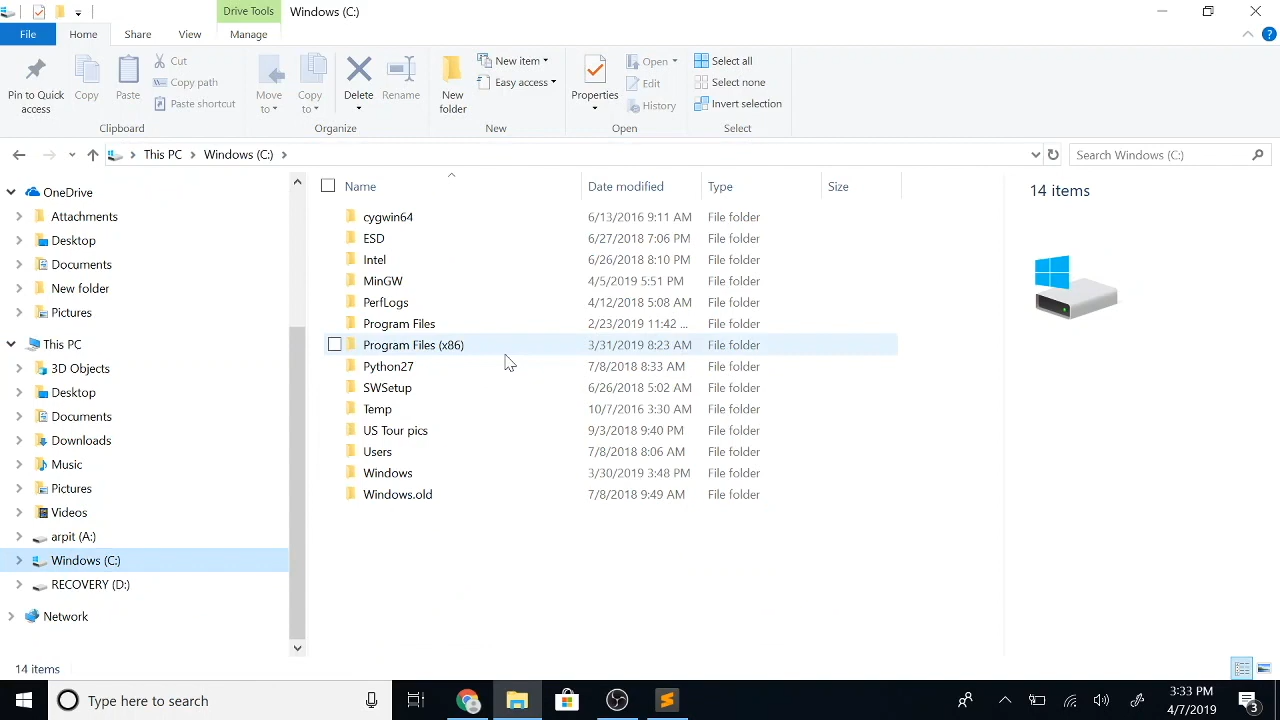 Drive Tools Windows (C:)
File Home Share View Manage
Pin to Quick access
Copy
Paste
Cut
Copy path
Paste shortcut
Clipboard
Move to
Copy to
Delete
Rename
Organize
New folder
New item
Easy access
New
Properties
Open
Edit
History
Open
Select all
Select none
Invert selection
Select
This PC > Windows (C:) >
Search Windows (C:)
OneDrive
Attachments
Desktop
Documents
New folder
Pictures
This PC
3D Objects
Desktop
Documents
Downloads
Music
Pictures
Videos
arpit (A:)
Windows (C:)
RECOVERY (D:)
Network
Name Date modified Type Size
cygwin64 6/13/2016 9:11 AM File folder
ESD 6/27/2018 7:06 PM File folder
Intel 6/26/2018 8:10 PM File folder
MinGW 4/5/2019 5:51 PM File folder
PerfLogs 4/12/2018 5:08 AM File folder
Program Files 2/23/2019 11:42 ... File folder
Program Files (x86) 3/31/2019 8:23 AM File folder
Python27 7/8/2018 8:33 AM File folder
SWSetup 6/26/2018 5:02 AM File folder
Temp 10/7/2016 3:30 AM File folder
US Tour pics 9/3/2018 9:40 PM File folder
Users 7/8/2018 8:06 AM File folder
Windows 3/30/2019 3:48 PM File folder
Windows.old 7/8/2018 9:49 AM File folder
14 items
14 items
Type here to search
3:33 PM
4/7/2019
3